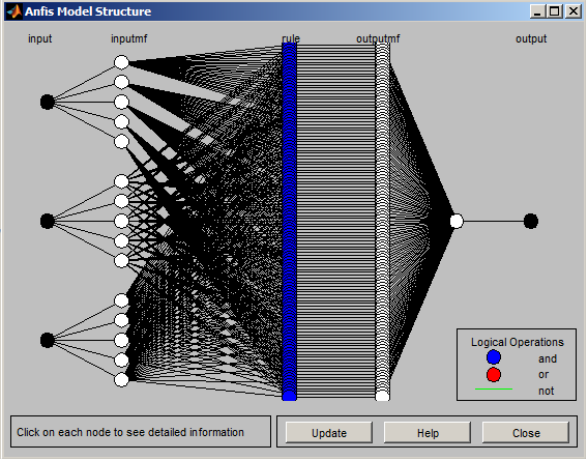 Anfis Model Structure
input inputmf rule outputmf output
Logical Operations
and
or
not
Click on each node to see detailed information
Update Help Close